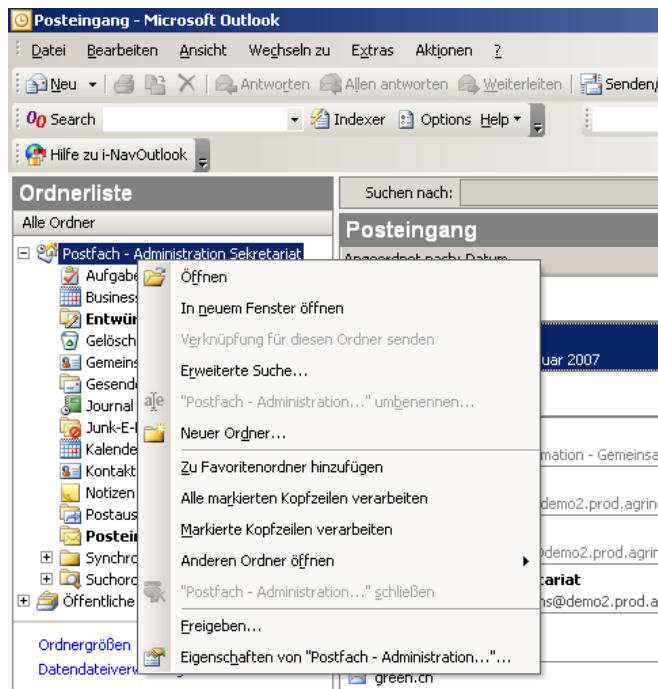 Posteingang - Microsoft Outlook
Datei Bearbeiten Ansicht Wechseln zu Extras Aktionen ?
Neu Antworten Allen antworten Weiterleiten Senden/
Search Indexer Options Help
Hilfe zu i-NavOutlook
Ordnerliste
Suchen nach:
Alle Ordner
Posteingang
Postfach - Administration Sekretariat
Angeordnet nach: Datum
Aufgabe
Öffnen
Business
In neuem Fenster öffnen
Entwür
Gelösch
Verknüpfung für diesen Ordner senden
uar 2007
Gemeins
Erweiterte Suche...
Gesende
Journal
"Postfach - Administration..." umbenennen...
Junk-E-
Neuer Ordner...
Kalende
mation - Gemeinsa
Kontakt
Zu Favoritenordner hinzufügen
Notizen
Alle markierten Kopfzeilen verarbeiten
demo2.prod.agrin
Postaus
Markierte Kopfzeilen verarbeiten
Postein
demo2.prod.agrin
Synchro
Anderen Ordner öffnen
Suchord
tariat
"Postfach - Administration..." schließen
Öffentliche
ns@demo2.prod.a
Freigeben...
Ordnergrößen
Eigenschaften von "Postfach - Administration..."...
Datendateiverw
green.ch